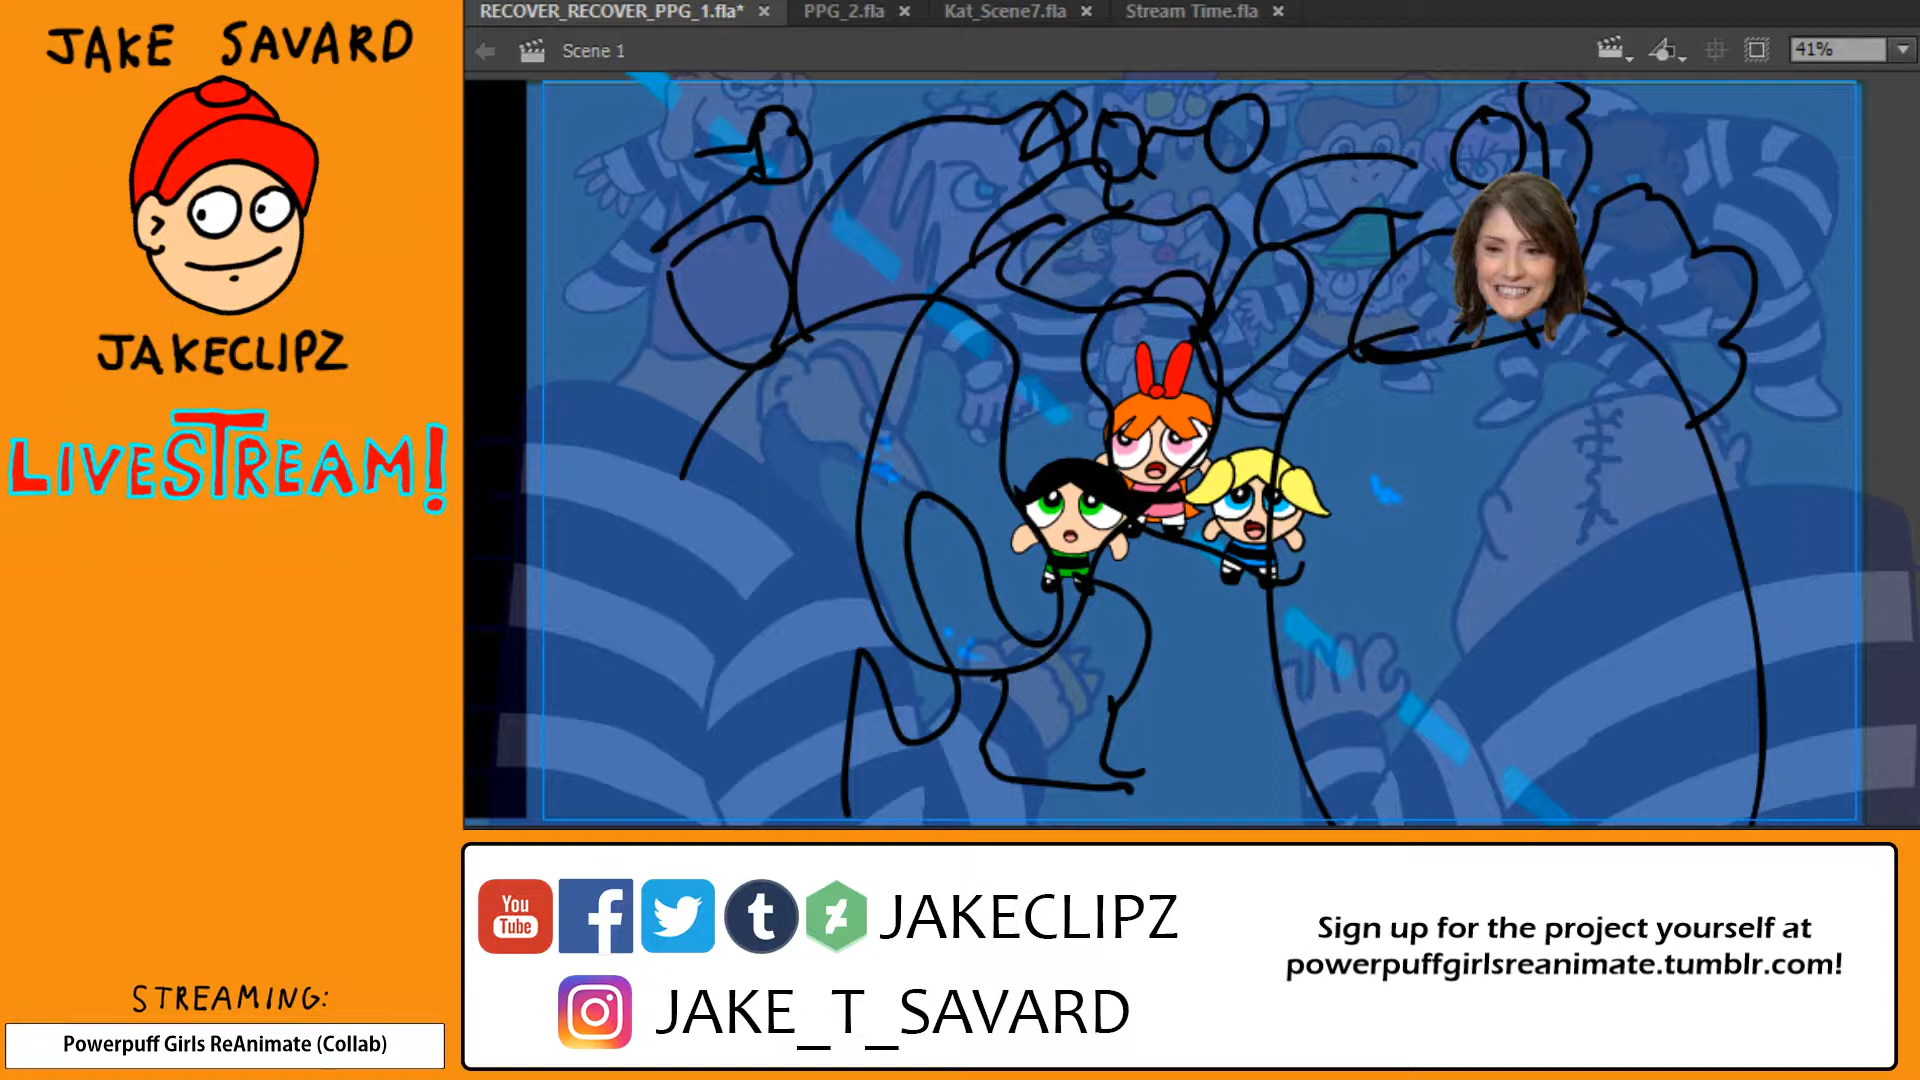 JAKE SAVARD
JAKECLIPZ
LIVESTREAM!
STREAMING:
Powerpuff Girls ReAnimate (Collab)
RECOVER_RECOVER_PPG_1.fla* ×
PPG_2.fla ×
Kat_Scene7.fla ×
Stream Time.fla ×
Scene 1
41%
You
Tube
f
t
JAKECLIPZ
JAKE_T_SAVARD
Sign up for the project yourself at
powerpuffgirlsreanimate.tumblr.com!